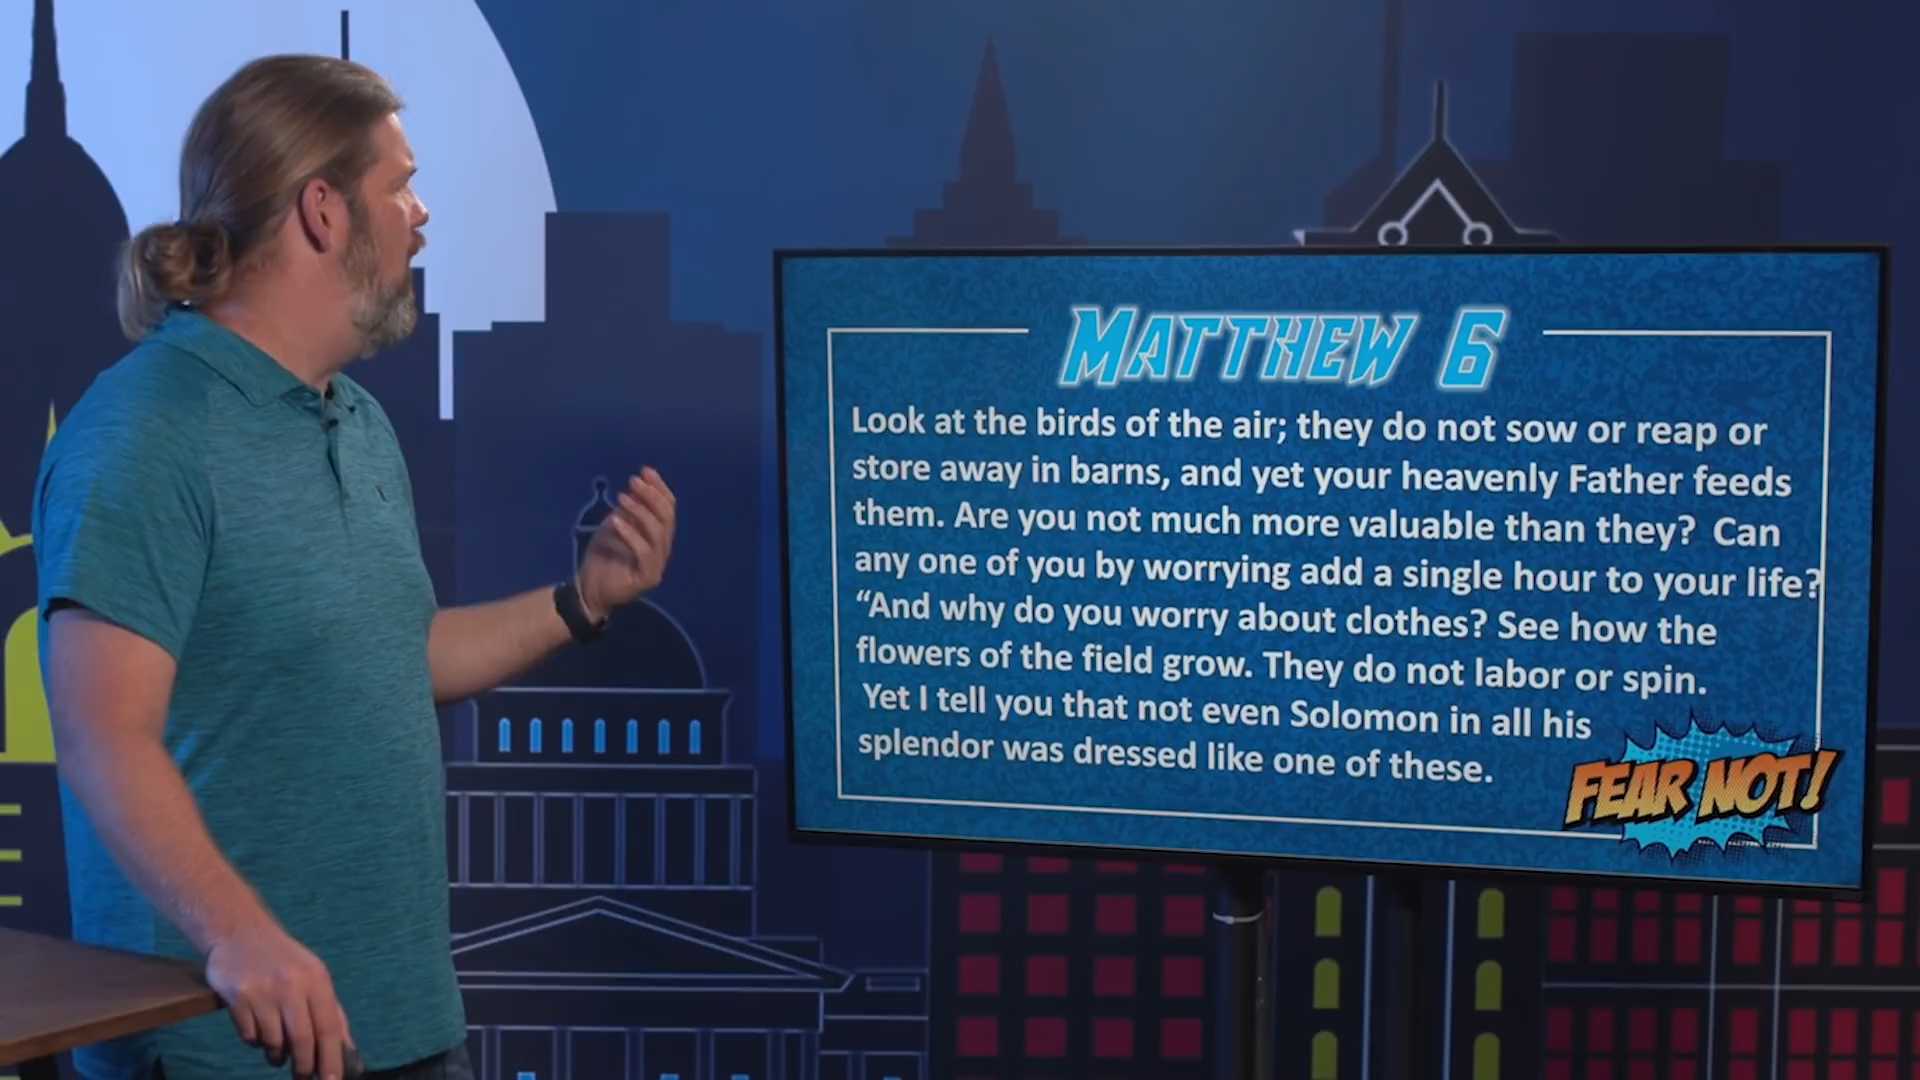 MATTHEW 6
Look at the birds of the air; they do not sow or reap or
store away in barns, and yet your heavenly Father feeds
them. Are you not much more valuable than they? Can
any one of you by worrying add a single hour to your life?
“And why do you worry about clothes? See how the
flowers of the field grow. They do not labor or spin.
Yet I tell you that not even Solomon in all his
splendor was dressed like one of these.
FEAR NOT!